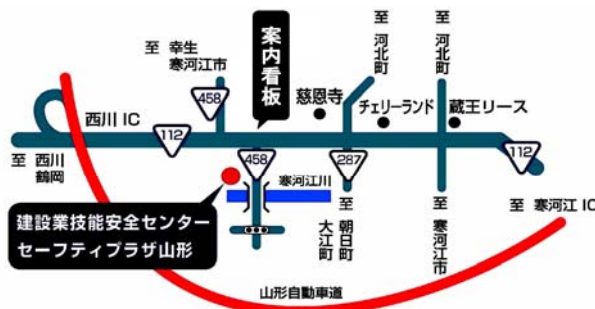 至 幸生
寒河江市
458
案内看板
慈恩寺
至 河北町
チェリーランド
至 河北町
蔵王リース
西川 IC
112
至 西川
鶴岡
458
寒河江川
287
112
至 寒河江 IC
建設業技能安全センター
セーフティプラザ山形
至 朝日町
大江町
至 寒河江市
山形自動車道